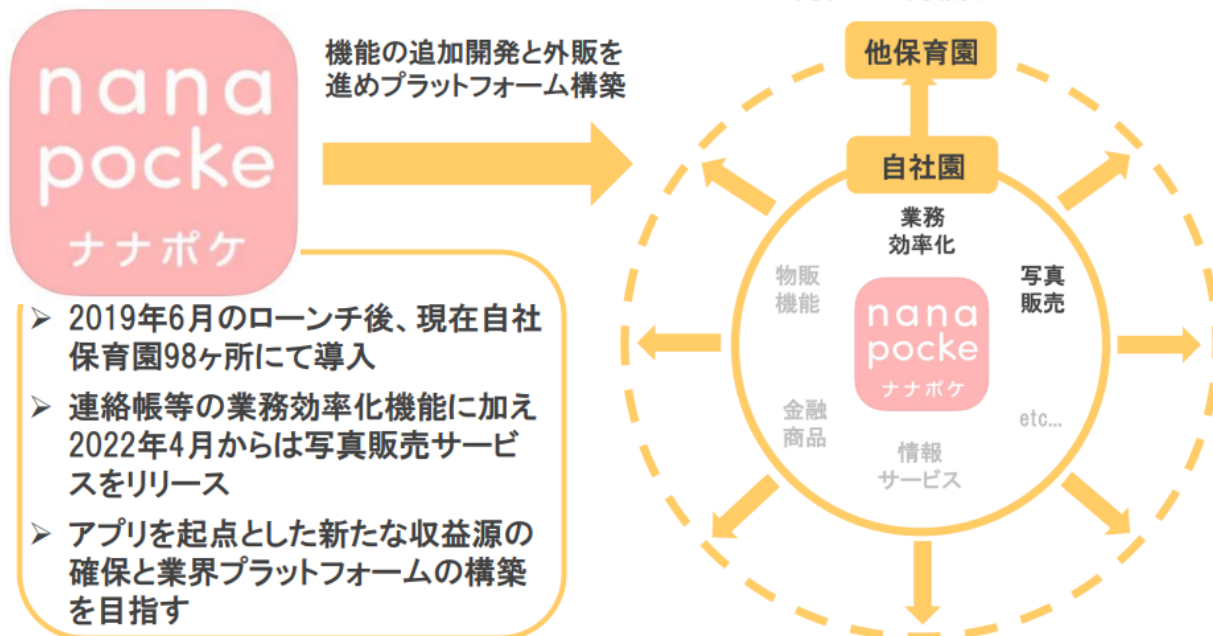 nana
pocke
ナナポケ
機能の追加開発と外販を
進めプラットフォーム構築
➢ 2019年6月のローンチ後、現在自社
保育園98ヶ所にて導入
➢ 連絡帳等の業務効率化機能に加え
2022年4月からは写真販売サービ
スをリリース
➢ アプリを起点とした新たな収益源の
確保と業界プラットフォームの構築
を目指す
他保育園
自社園
業務
効率化
物販
機能
写真
販売
nana
pocke
ナナポケ
金融
商品
etc...
情報
サービス